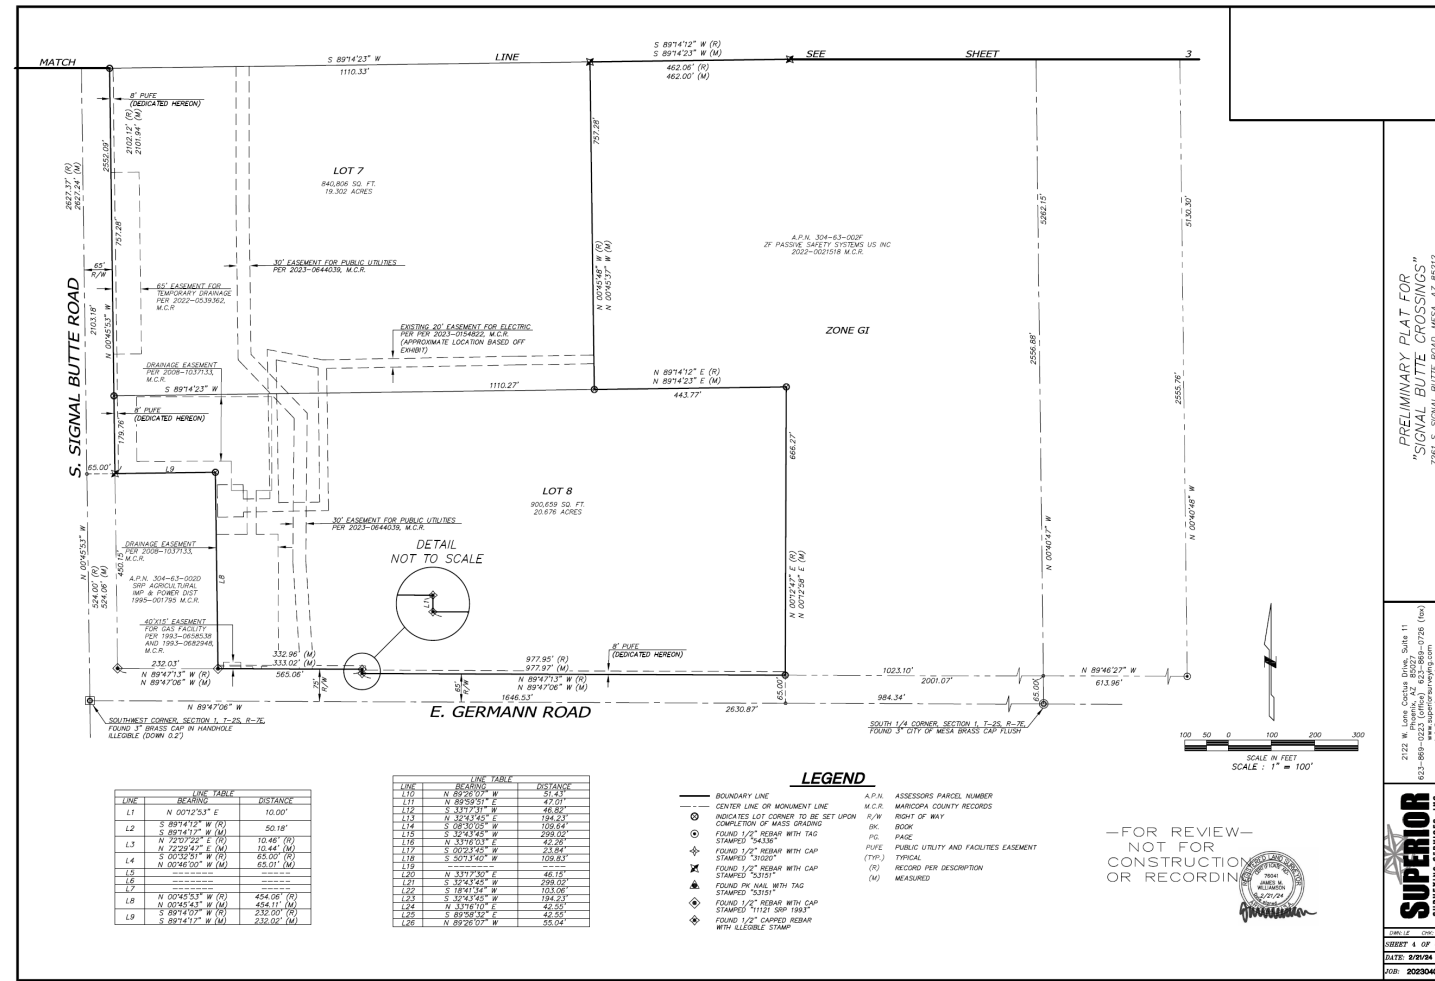 MATCH
LINE
SEE
SHEET
3
S 89°14'23" W
1110.33'
S 89°14'12" W (R)
S 89°14'23" W (M)
462.06' (R)
462.00' (M)
8' PUFE
(DEDICATED HEREON)
2102.12' (R)
2101.94' (M)
2552.09'
2627.37' (R)
2627.24' (M)
757.28'
757.28'
LOT 7
840,806 SQ. FT.
19.302 ACRES
5262.15'
5130.30'
A.P.N. 304-63-002F
ZF PASSIVE SAFETY SYSTEMS US INC
2022-0021518 M.C.R.
N 00°45'48" W (R)
N 00°45'37" W (M)
65'
R/W
30' EASEMENT FOR PUBLIC UTILITIES
PER 2023-0644039, M.C.R.
65' EASEMENT FOR
TEMPORARY DRAINAGE
PER 2022-0539362,
M.C.R
S. SIGNAL BUTTE ROAD
2103.18'
N 00°45'53" W
EXISTING 20' EASEMENT FOR ELECTRIC
PER PER 2023-0154822, M.C.R.
(APPROXIMATE LOCATION BASED OFF
EXHIBIT)
ZONE GI
2556.88'
2555.76'
DRAINAGE EASEMENT
PER 2008-1037133,
M.C.R.
S 89°14'23" W
1110.27'
N 89°14'12" E (R)
N 89°14'23" E (M)
443.77'
8' PUFE
(DEDICATED HEREON)
179.76'
666.27'
65.00'
L9
LOT 8
900,659 SQ. FT.
20.676 ACRES
30' EASEMENT FOR PUBLIC UTILITIES
PER 2023-0644039, M.C.R.
N 00°40'47" W
N 00°40'48" W
DETAIL
NOT TO SCALE
L1
DRAINAGE EASEMENT
PER 2008-1037133,
M.C.R.
N 00°45'53" W
524.00' (R)
524.06' (M)
450.15'
A.P.N. 304-63-002D
SRP AGRICULTURAL
IMP & POWER DIST
1995-001795 M.C.R.
L8
N 00°12'47" E (R)
N 00°12'58" E (M)
40'X15' EASEMENT
FOR GAS FACILITY
PER 1993-0658538
AND 1993-0682948,
M.C.R.
232.03'
N 89°47'13" W (R)
N 89°47'06" W (M)
332.96' (M)
333.02' (M)
565.06'
75'
R/W
977.95' (R)
977.97' (M)
N 89°47'13" W (R)
N 89°47'06" W (M)
8' PUFE
(DEDICATED HEREON)
65'
R/W
65.00'
1023.10'
2001.07'
N 89°46'27" W
613.96'
65.00'
N 89°47'06" W
1646.53'
2630.87'
984.34'
E. GERMANN ROAD
SOUTHWEST CORNER, SECTION 1, T-2S, R-7E,
FOUND 3" BRASS CAP IN HANDHOLE
ILLEGIBLE (DOWN 0.2')
SOUTH 1/4 CORNER, SECTION 1, T-2S, R-7E,
FOUND 3" CITY OF MESA BRASS CAP FLUSH
100 50 0 100 200 300
SCALE IN FEET
SCALE : 1" = 100'
LINE TABLE
LINE BEARING DISTANCE
L1 N 00°12'53" E 10.00'
L2 S 89°14'12" W (R) 50.18'
S 89°14'17" W (M)
L3 N 72°07'22" E (R) 10.46' (R)
N 72°29'47" E (M) 10.44' (M)
L4 S 00°32'51" W (R) 65.00' (R)
N 00°46'00" W (M) 65.01' (M)
L5 ------- -----
L6 ------- -----
L7 ------- -----
L8 N 00°45'53" W (R) 454.06' (R)
N 00°45'43" W (M) 454.11' (M)
L9 S 89°14'07" W (R) 232.00' (R)
S 89°14'17" W (M) 232.02' (M)
LINE TABLE
LINE BEARING DISTANCE
L10 N 89°26'07" W 51.43'
L11 N 89°59'51" E 47.01'
L12 S 33°17'31" W 46.82'
L13 N 32°43'45" E 194.23'
L14 S 08°30'05" W 109.64'
L15 S 32°43'45" W 299.02'
L16 N 33°16'03" E 42.26'
L17 S 00°23'45" W 23.84'
L18 S 50°13'40" W 109.83'
L19 ------- -----
L20 N 33°17'30" E 46.15'
L21 S 32°43'45" W 299.02'
L22 S 18°41'34" W 103.06'
L23 S 32°43'45" W 194.23'
L24 N 33°16'10" E 42.55'
L25 S 89°58'32" E 42.55'
L26 N 89°26'07" W 55.04'
LEGEND
BOUNDARY LINE
CENTER LINE OR MONUMENT LINE
INDICATES LOT CORNER TO BE SET UPON
COMPLETION OF MASS GRADING
FOUND 1/2" REBAR WITH TAG
STAMPED "54336"
FOUND 1/2" REBAR WITH CAP
STAMPED "31020"
FOUND 1/2" REBAR WITH CAP
STAMPED "53151"
FOUND PK NAIL WITH TAG
STAMPED "53151"
FOUND 1/2" REBAR WITH CAP
STAMPED "11121 SRP 1993"
FOUND 1/2" CAPPED REBAR
WITH ILLEGIBLE STAMP
A.P.N. ASSESSORS PARCEL NUMBER
M.C.R. MARICOPA COUNTY RECORDS
R/W RIGHT OF WAY
BK. BOOK
PG. PAGE
PUFE PUBLIC UTILITY AND FACILITIES EASEMENT
(TYP.) TYPICAL
(R) RECORD PER DESCRIPTION
(M) MEASURED
-FOR REVIEW-
NOT FOR
CONSTRUCTION
OR RECORDING
REGISTERED LAND SURVEYOR
76041
JAMES M.
WILLIAMSON
2/21/24
PRELIMINARY PLAT FOR
"SIGNAL BUTTE CROSSINGS"
7261 S. SIGNAL BUTTE ROAD, MESA, AZ 85212
2122 W. Lone Cactus Drive, Suite 11
Phoenix, AZ 85027
623-869-0223 (office) 623-869-0726 (fax)
www.superiorsurveying.com
SUPERIOR
SURVEYING SERVICES, INC.
DWN: LE CHK:
SHEET 4 OF
DATE: 2/21/24
JOB: 2023040